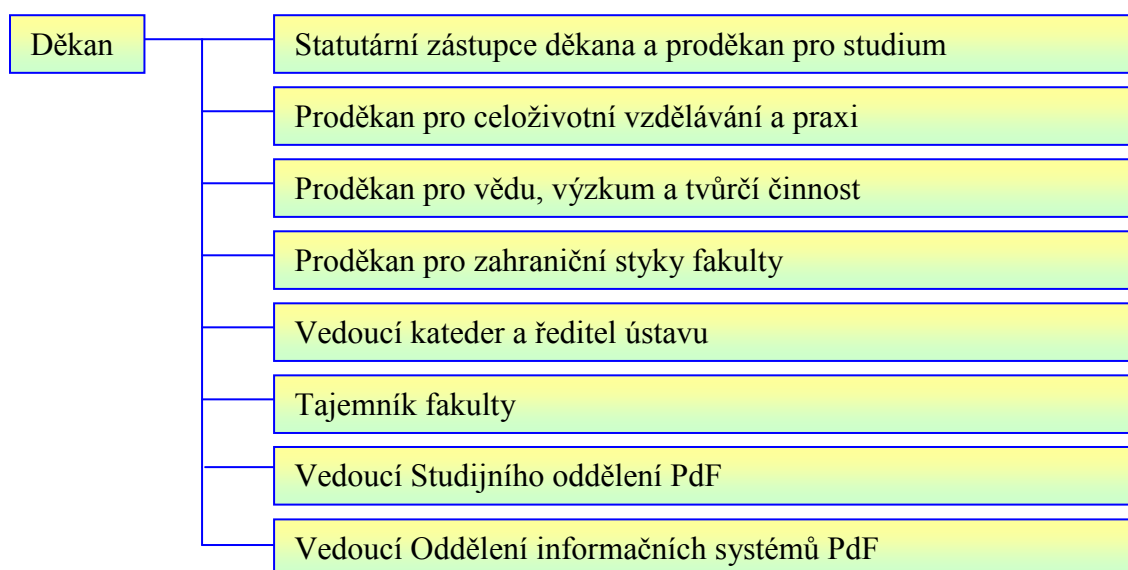 Děkan
Statutární zástupce děkana a proděkan pro studium
Proděkan pro celoživotní vzdělávání a praxi
Proděkan pro vědu, výzkum a tvůrčí činnost
Proděkan pro zahraniční styky fakulty
Vedoucí kateder a ředitel ústavu
Tajemník fakulty
Vedoucí Studijního oddělení PdF
Vedoucí Oddělení informačních systémů PdF